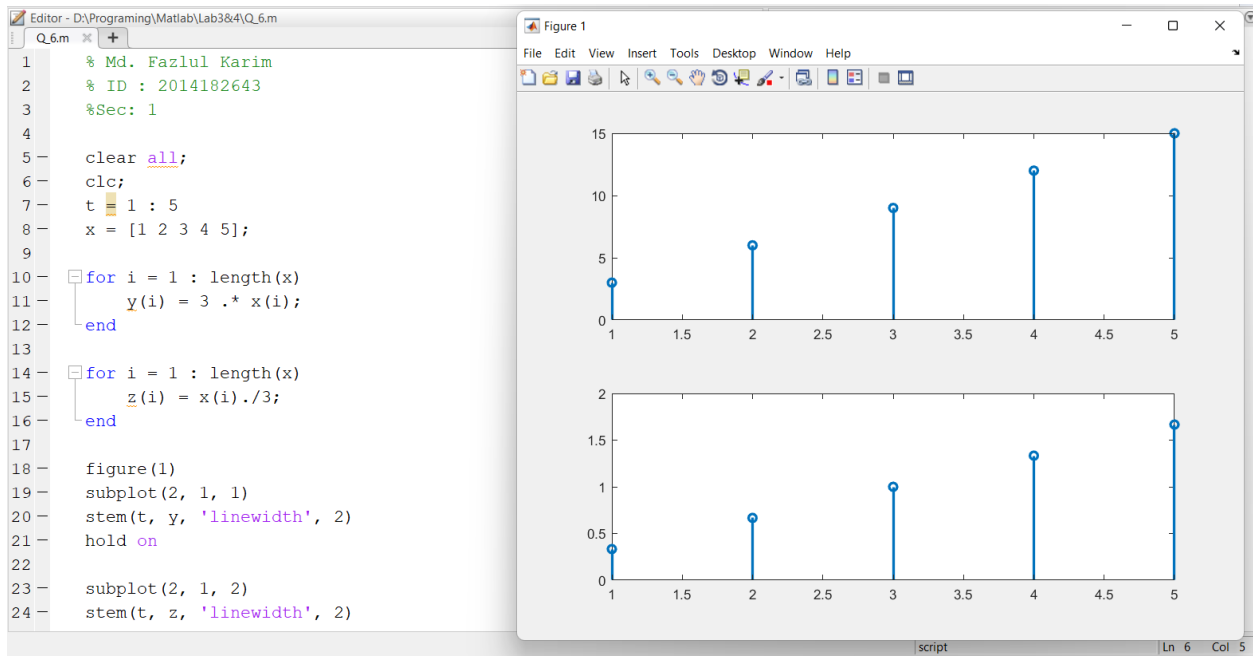 Editor - D:\Programing\Matlab\Lab3&4\Q_6.m
Q_6.m × +
1 % Md. Fazlul Karim
2 % ID : 2014182643
3 %Sec: 1
4
5 — clear all;
6 — clc;
7 — t = 1 : 5
8 — x = [1 2 3 4 5];
9
10 — for i = 1 : length(x)
11 — y(i) = 3 .* x(i);
12 — end
13
14 — for i = 1 : length(x)
15 — z(i) = x(i)./3;
16 — end
17
18 — figure(1)
19 — subplot(2, 1, 1)
20 — stem(t, y, 'linewidth', 2)
21 — hold on
22
23 — subplot(2, 1, 2)
24 — stem(t, z, 'linewidth', 2)
Figure 1
File Edit View Insert Tools Desktop Window Help
15
10
5
0
1 1.5 2 2.5 3 3.5 4 4.5 5
2
1.5
1
0.5
0
1 1.5 2 2.5 3 3.5 4 4.5 5
script Ln 6 Col 5